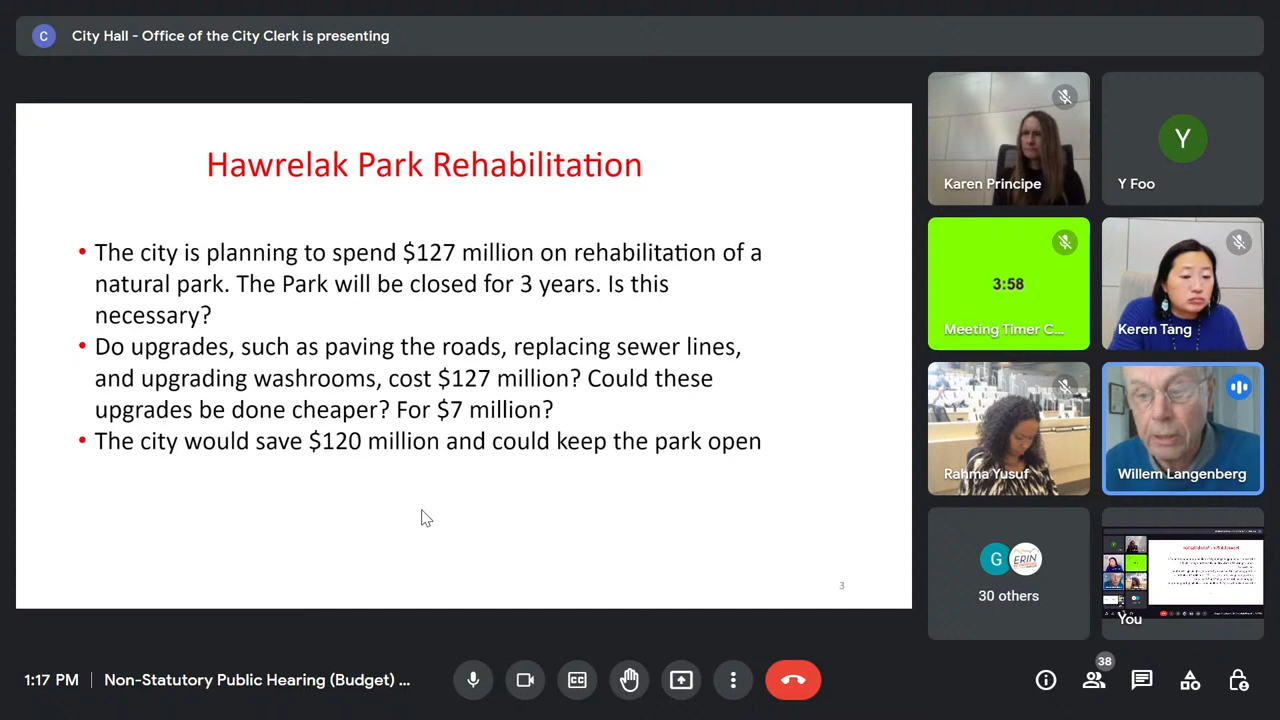 C
City Hall - Office of the City Clerk is presenting
Hawrelak Park Rehabilitation
• The city is planning to spend $127 million on rehabilitation of a
natural park. The Park will be closed for 3 years. Is this
necessary?
• Do upgrades, such as paving the roads, replacing sewer lines,
and upgrading washrooms, cost $127 million? Could these
upgrades be done cheaper? For $7 million?
• The city would save $120 million and could keep the park open
3
Karen Principe
Y
Y Foo
3:58
Meeting Timer C...
Keren Tang
Rahma Yusuf
Willem Langenberg
G
ERIN
30 others
You
1:17 PM
Non-Statutory Public Hearing (Budget) ...
38